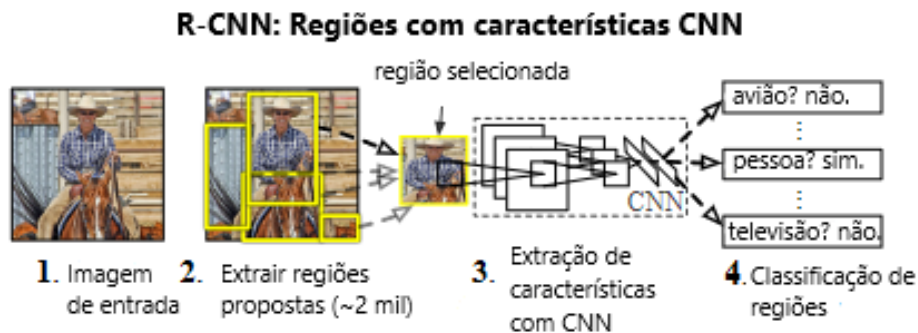 R-CNN: Regiões com características CNN
região selecionada
avião? não.
pessoa? sim.
CNN
televisão? não.
1. Imagem
de entrada
2. Extrair regiões
propostas (~2 mil)
3. Extração de
características
com CNN
4. Classificação de
regiões